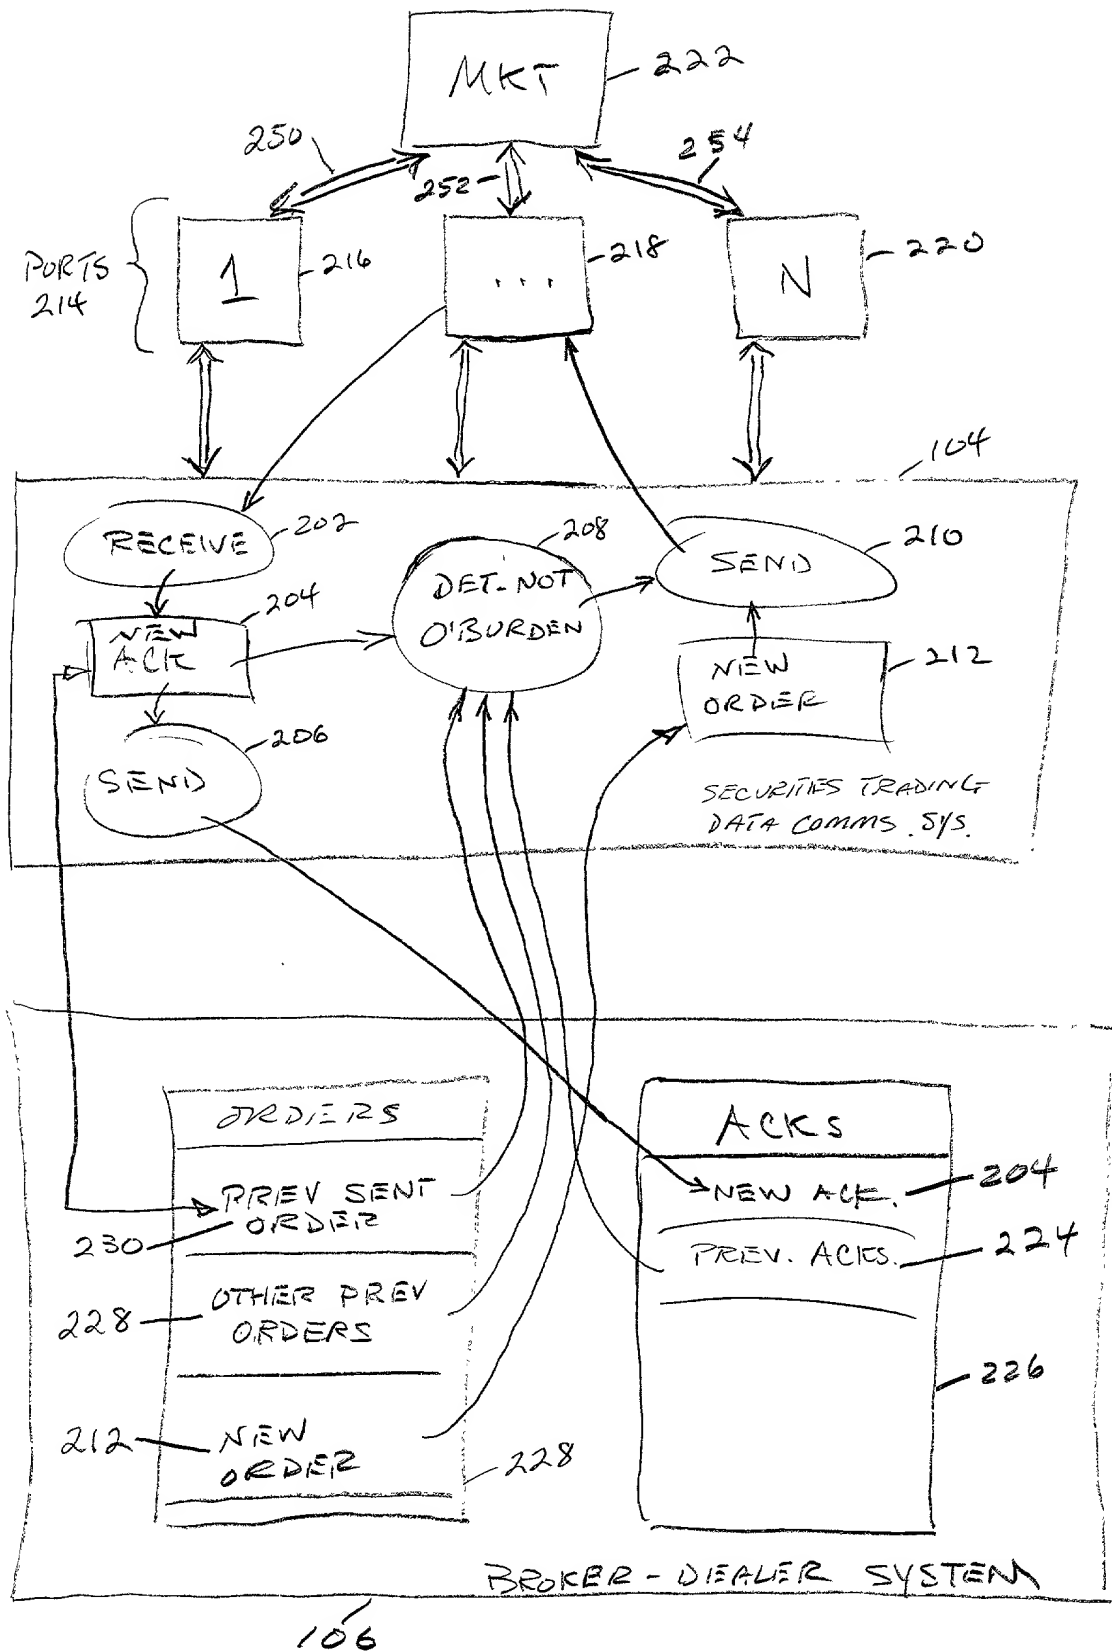 MKT
222
250
252
254
PORTS
214
1
216
...
218
N
220
104
RECEIVE
202
208
DET-NOT
O'BURDEN
SEND
210
204
NEW
ACK
NEW
ORDER
212
206
SEND
SECURITIES TRADING
DATA COMMS. SYS.
ORDERS
PREV SENT
ORDER
230
OTHER PREV
ORDERS
228
212
NEW
ORDER
228
ACKS
NEW ACK.
204
PREV. ACKS.
224
226
BROKER-DEALER SYSTEM
106